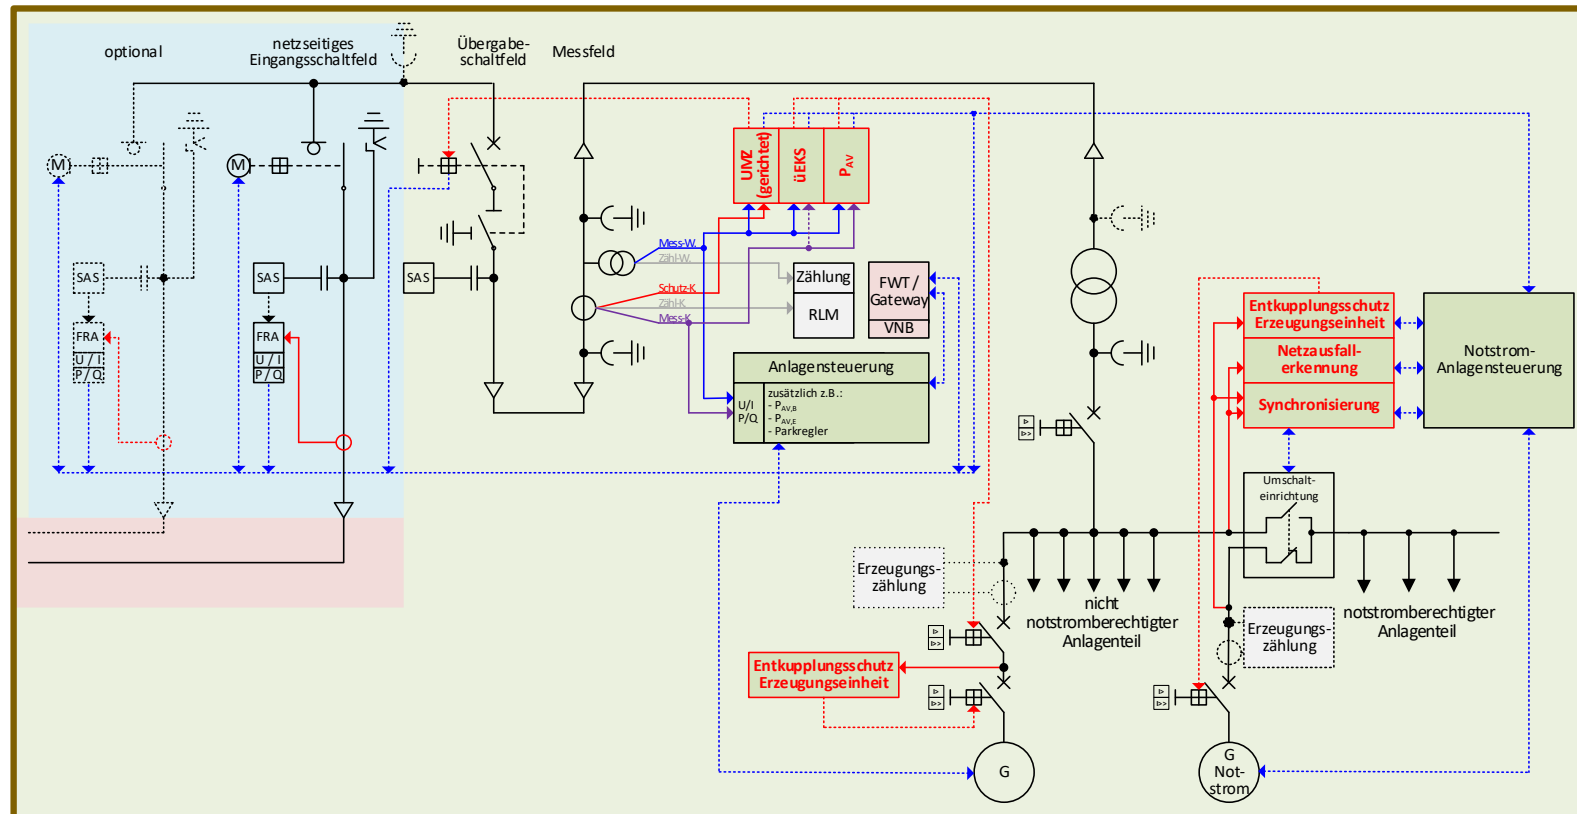 optional
netzseitiges
Eingangsschaltfeld
Übergabe-
schaltfeld
Messfeld
M
M
SAS
SAS
SAS
FRA
U / I
P / Q
FRA
U / I
P / Q
UMZ
(gerichtet)
üEKS
PAV
Mess-W.
Zähl-W.
Schutz-K
Zähl-K.
Mess-K.
Zählung
RLM
FWT /
Gateway
VNB
Anlagensteuerung
U/I
P/Q
zusätzlich z.B.:
- PAV,B
- PAV,E
- Parkregler
Entkupplungsschutz
Erzeugungseinheit
Netzausfall-
erkennung
Synchronisierung
Notstrom-
Anlagensteuerung
Umschalt-
einrichtung
Erzeugungs-
zählung
nicht
notstromberechtigter
Anlagenteil
Erzeugungs-
zählung
notstromberechtigter
Anlagenteil
Entkupplungsschutz
Erzeugungseinheit
G
G
Not-
strom